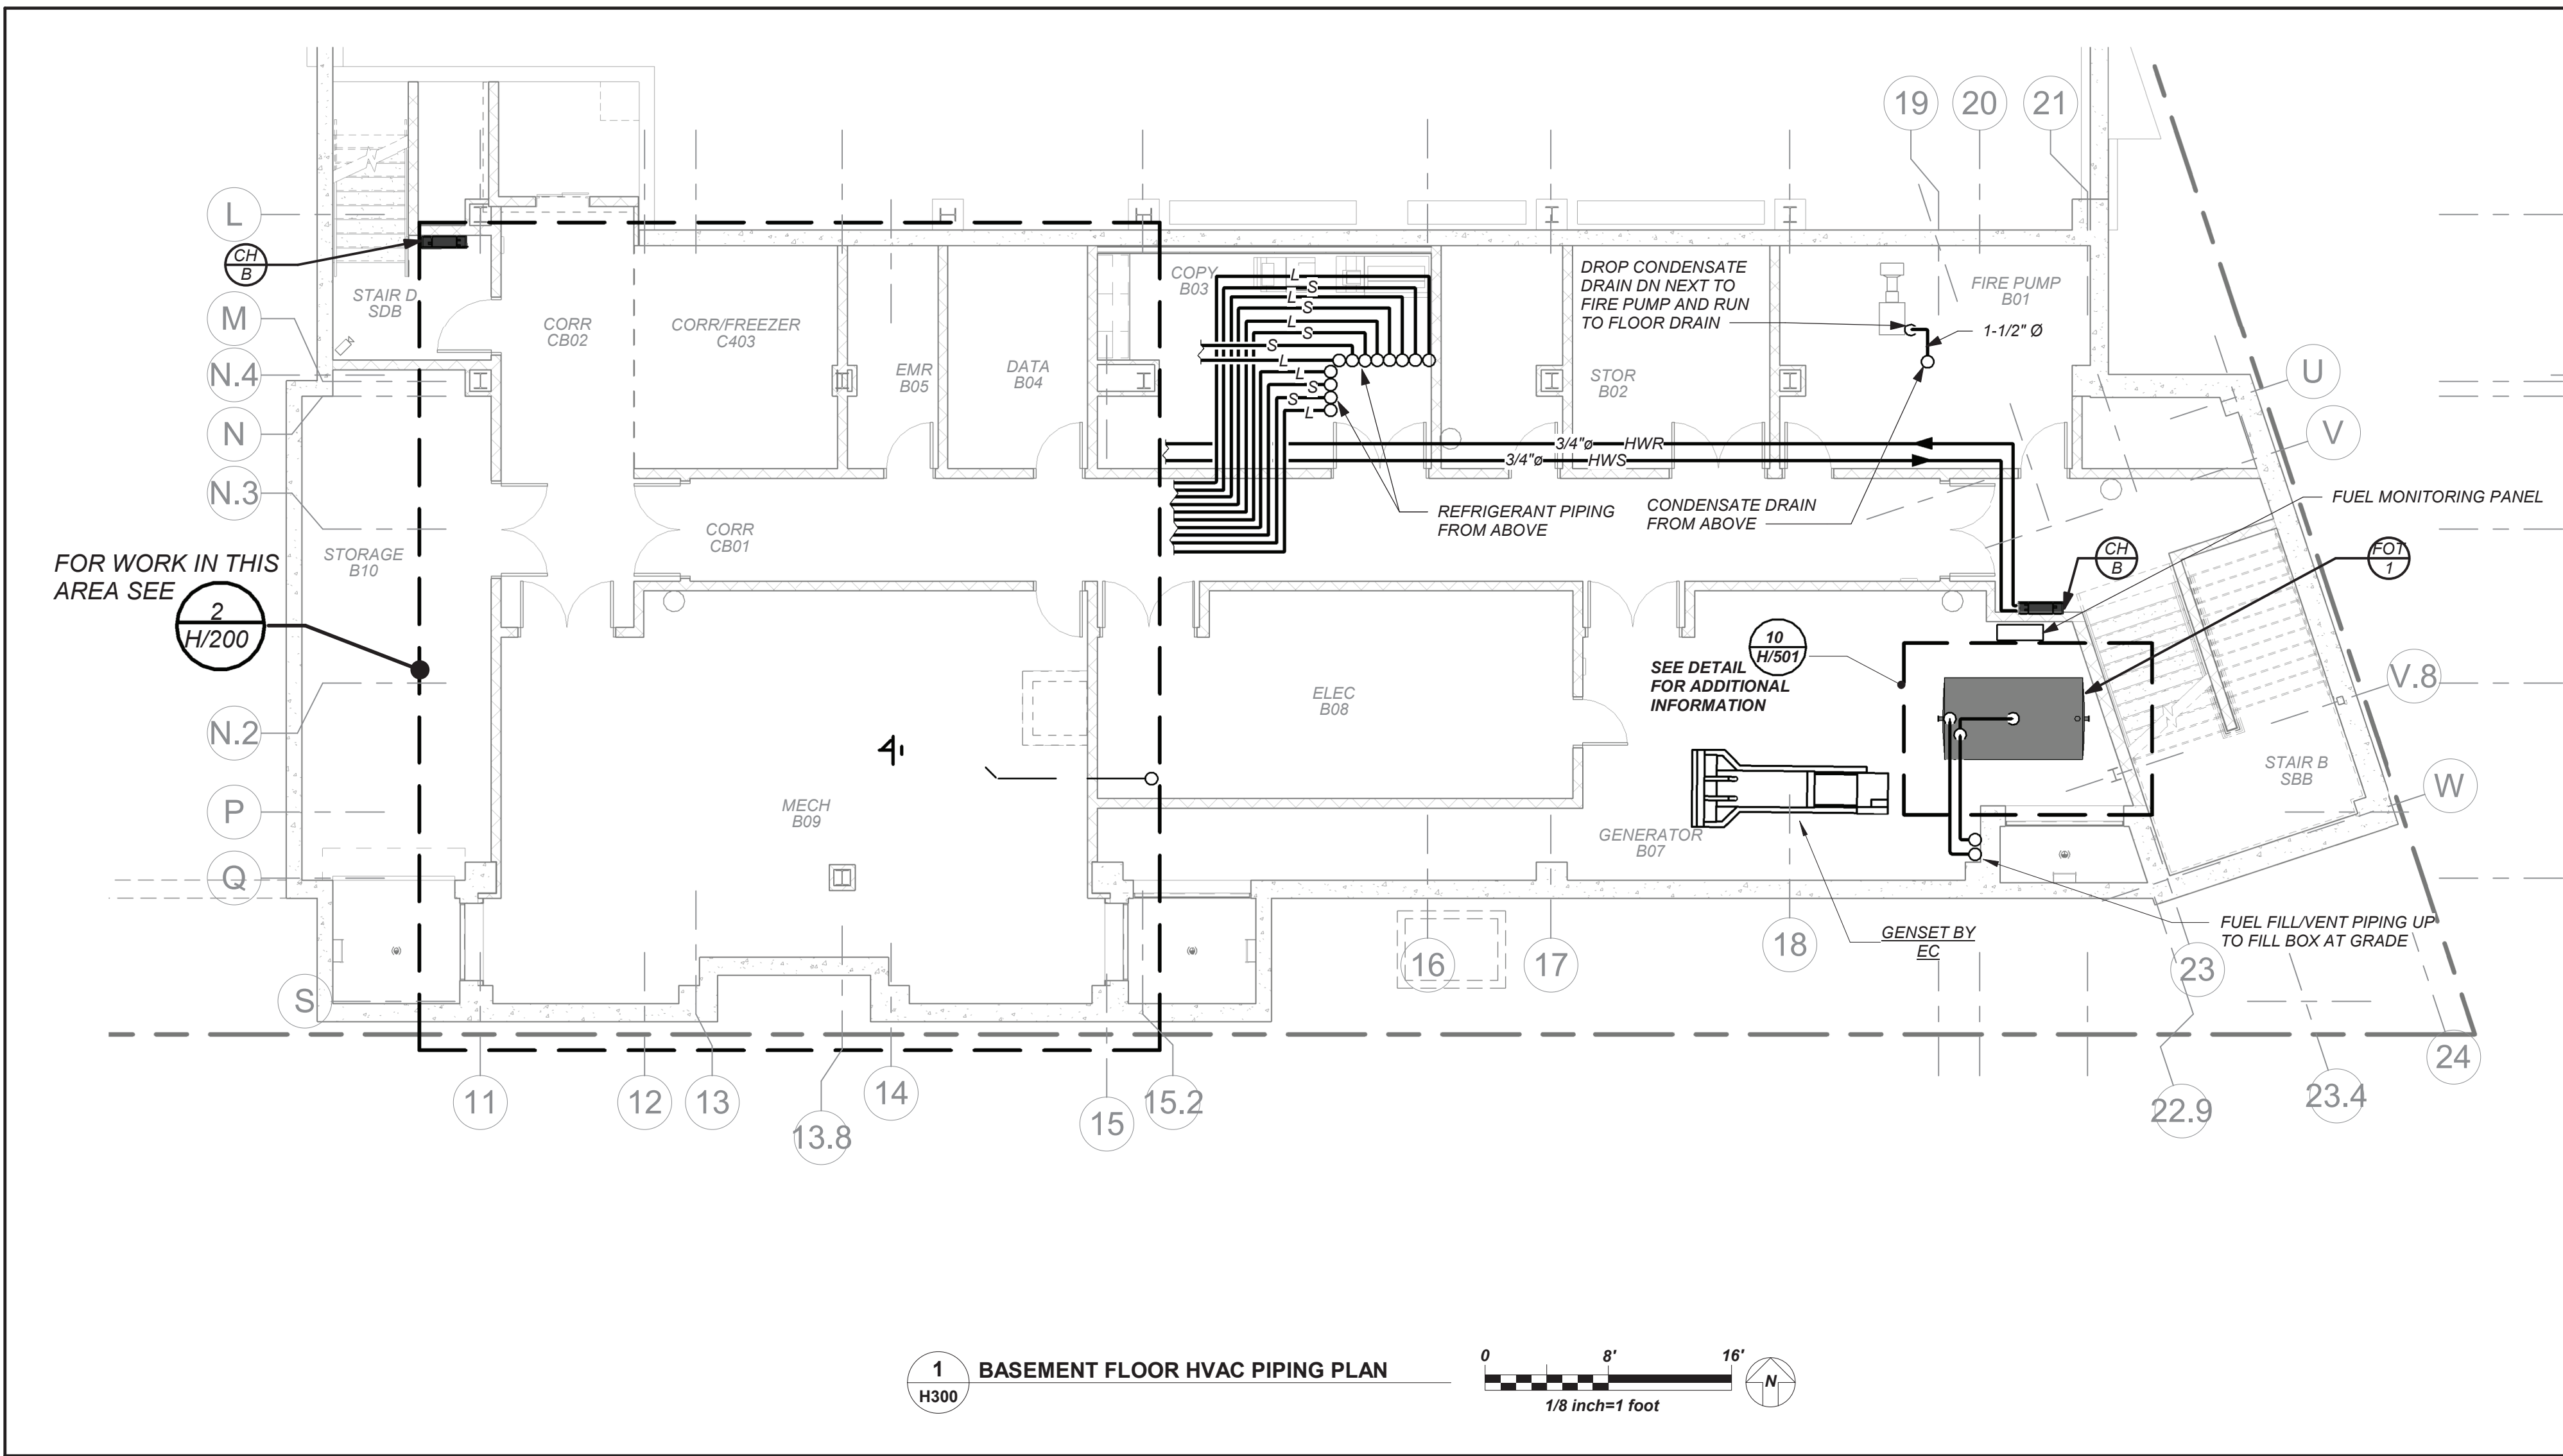 19
20
21
L
CH
B
STAIR D
SDB
M
CORR
CB02
CORR/FREEZER
C403
N.4
EMR
B05
DATA
B04
COPY
B03
L
S
L
S
L
S
S
L
L
S
S
L
DROP CONDENSATE
DRAIN DN NEXT TO
FIRE PUMP AND RUN
TO FLOOR DRAIN
FIRE PUMP
B01
1-1/2" Ø
STOR
B02
U
N
V
3/4"ø
HWR
3/4"ø
HWS
N.3
CORR
CB01
REFRIGERANT PIPING
FROM ABOVE
CONDENSATE DRAIN
FROM ABOVE
FUEL MONITORING PANEL
STORAGE
B10
FOR WORK IN THIS
AREA SEE
2
H/200
CH
B
FOT
1
10
H/501
SEE DETAIL
FOR ADDITIONAL
INFORMATION
ELEC
B08
V.8
N.2
STAIR B
SBB
W
MECH
B09
P
GENERATOR
B07
Q
GENSET BY
EC
FUEL FILL/VENT PIPING UP
TO FILL BOX AT GRADE
16
17
18
23
S
11
12
13
13.8
14
15
15.2
22.9
23.4
24
1
H300
BASEMENT FLOOR HVAC PIPING PLAN
0
8'
16'
1/8 inch=1 foot
N